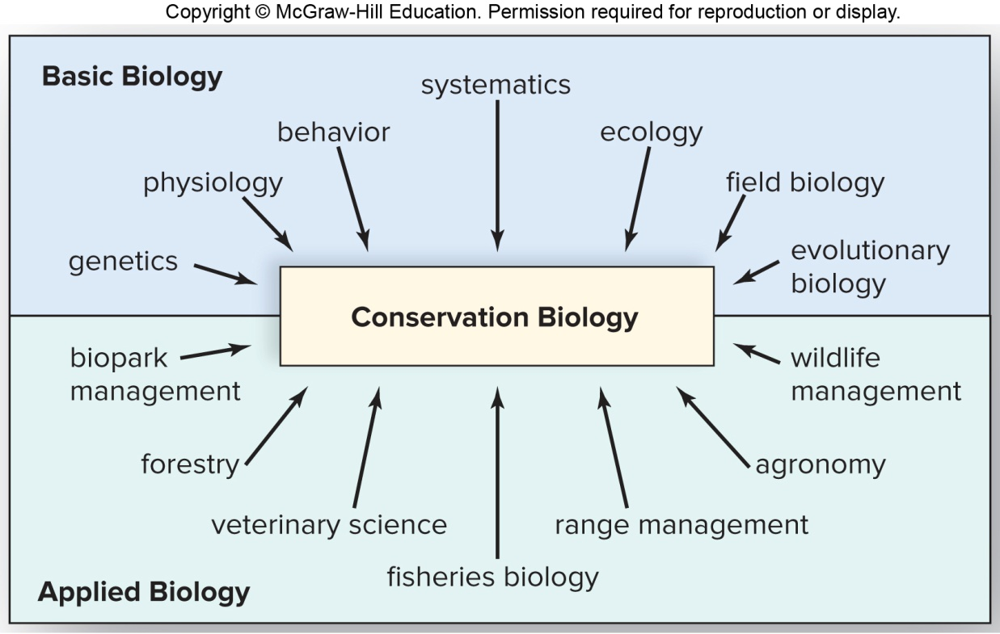 Copyright © McGraw-Hill Education. Permission required for reproduction or display.
Basic Biology
systematics
behavior
ecology
physiology
field biology
genetics
evolutionary
biology
Conservation Biology
biopark
management
wildlife
management
forestry
agronomy
veterinary science
range management
fisheries biology
Applied Biology